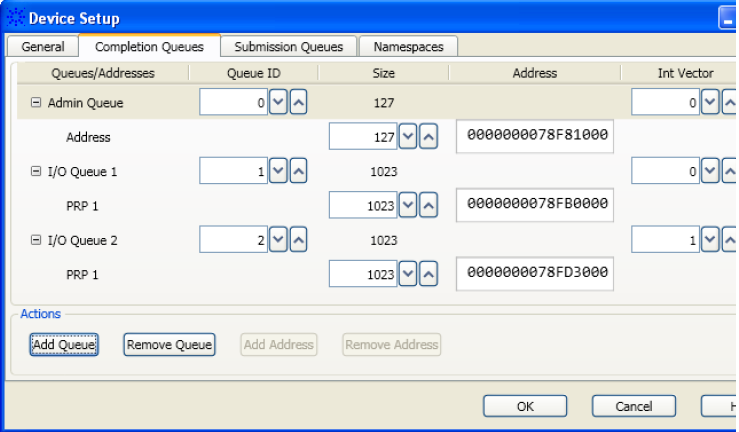 Device Setup
General Completion Queues Submission Queues Namespaces
Queues/Addresses Queue ID Size Address Int Vector
Admin Queue 0 127 0
Address 127 0000000078F81000
I/O Queue 1 1 1023 0
PRP 1 1023 0000000078FB0000
I/O Queue 2 2 1023 1
PRP 1 1023 0000000078FD3000
Actions
Add Queue Remove Queue Add Address Remove Address
OK Cancel H